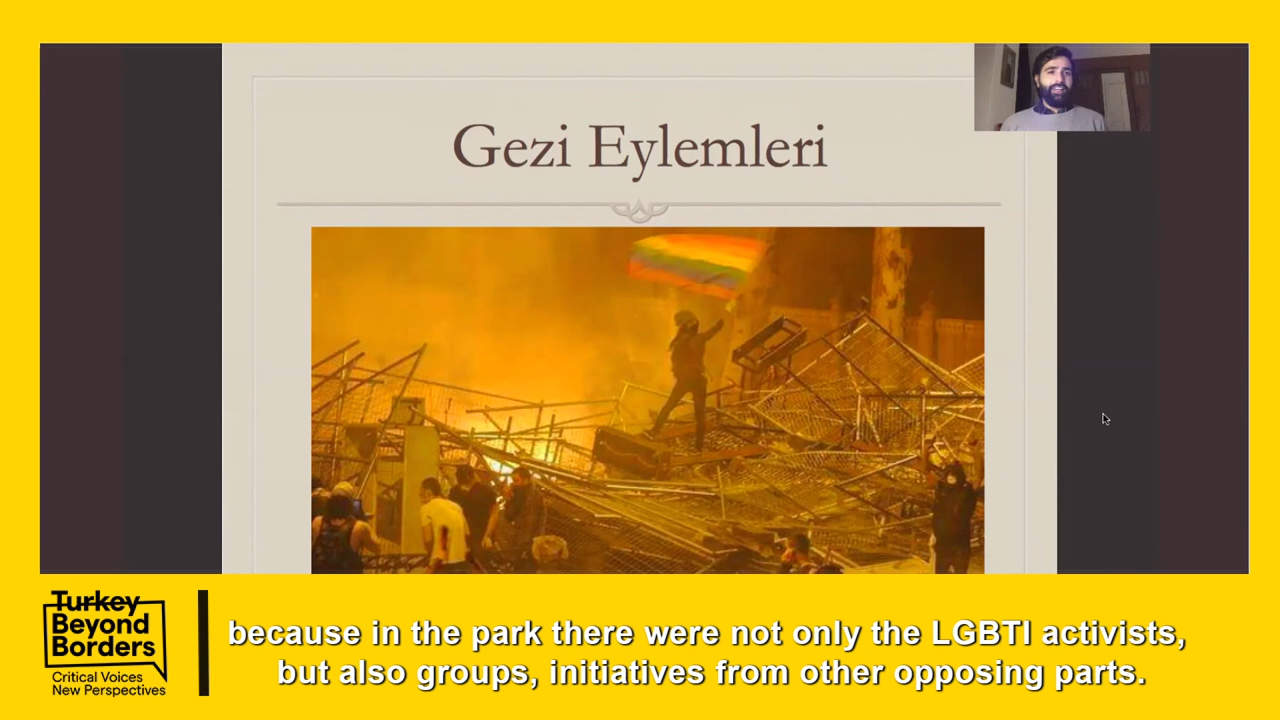 Gezi Eylemleri
Turkey
Beyond
Borders
Critical Voices
New Perspectives
because in the park there were not only the LGBTI activists,
but also groups, initiatives from other opposing parts.